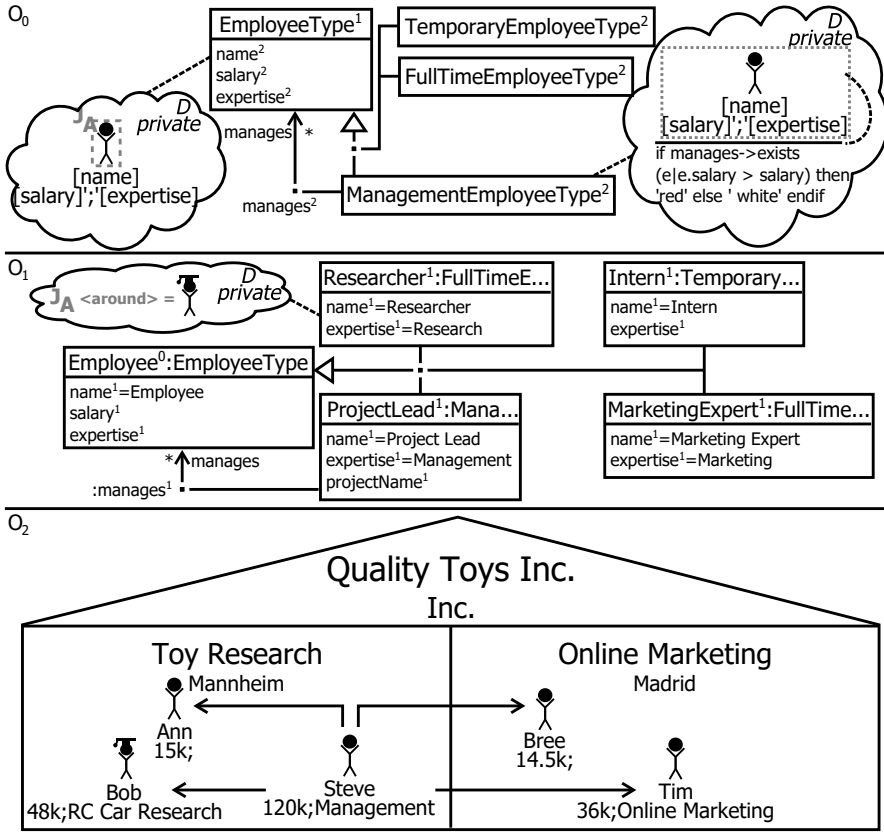 O0
EmployeeType1
name2
salary2
expertise2
TemporaryEmployeeType2
FullTimeEmployeeType2
D
private
JA
[name]
[salary]';'[expertise]
manages *
manages2
ManagementEmployeeType2
D
private
[name]
[salary]';'[expertise]
if manages->exists
(e|e.salary > salary) then
'red' else ' white' endif
O1
JA <around> =
D
private
Researcher1:FullTimeE...
name1=Researcher
expertise1=Research
Intern1:Temporary...
name1=Intern
expertise1
Employee0:EmployeeType
name1=Employee
salary1
expertise1
* manages
:manages1
ProjectLead1:Mana...
name1=Project Lead
expertise1=Management
projectName1
MarketingExpert1:FullTime...
name1=Marketing Expert
expertise1=Marketing
O2
Quality Toys Inc.
Inc.
Toy Research
Mannheim
Ann
15k;
Bob
48k;RC Car Research
Steve
120k;Management
Online Marketing
Madrid
Bree
14.5k;
Tim
36k;Online Marketing